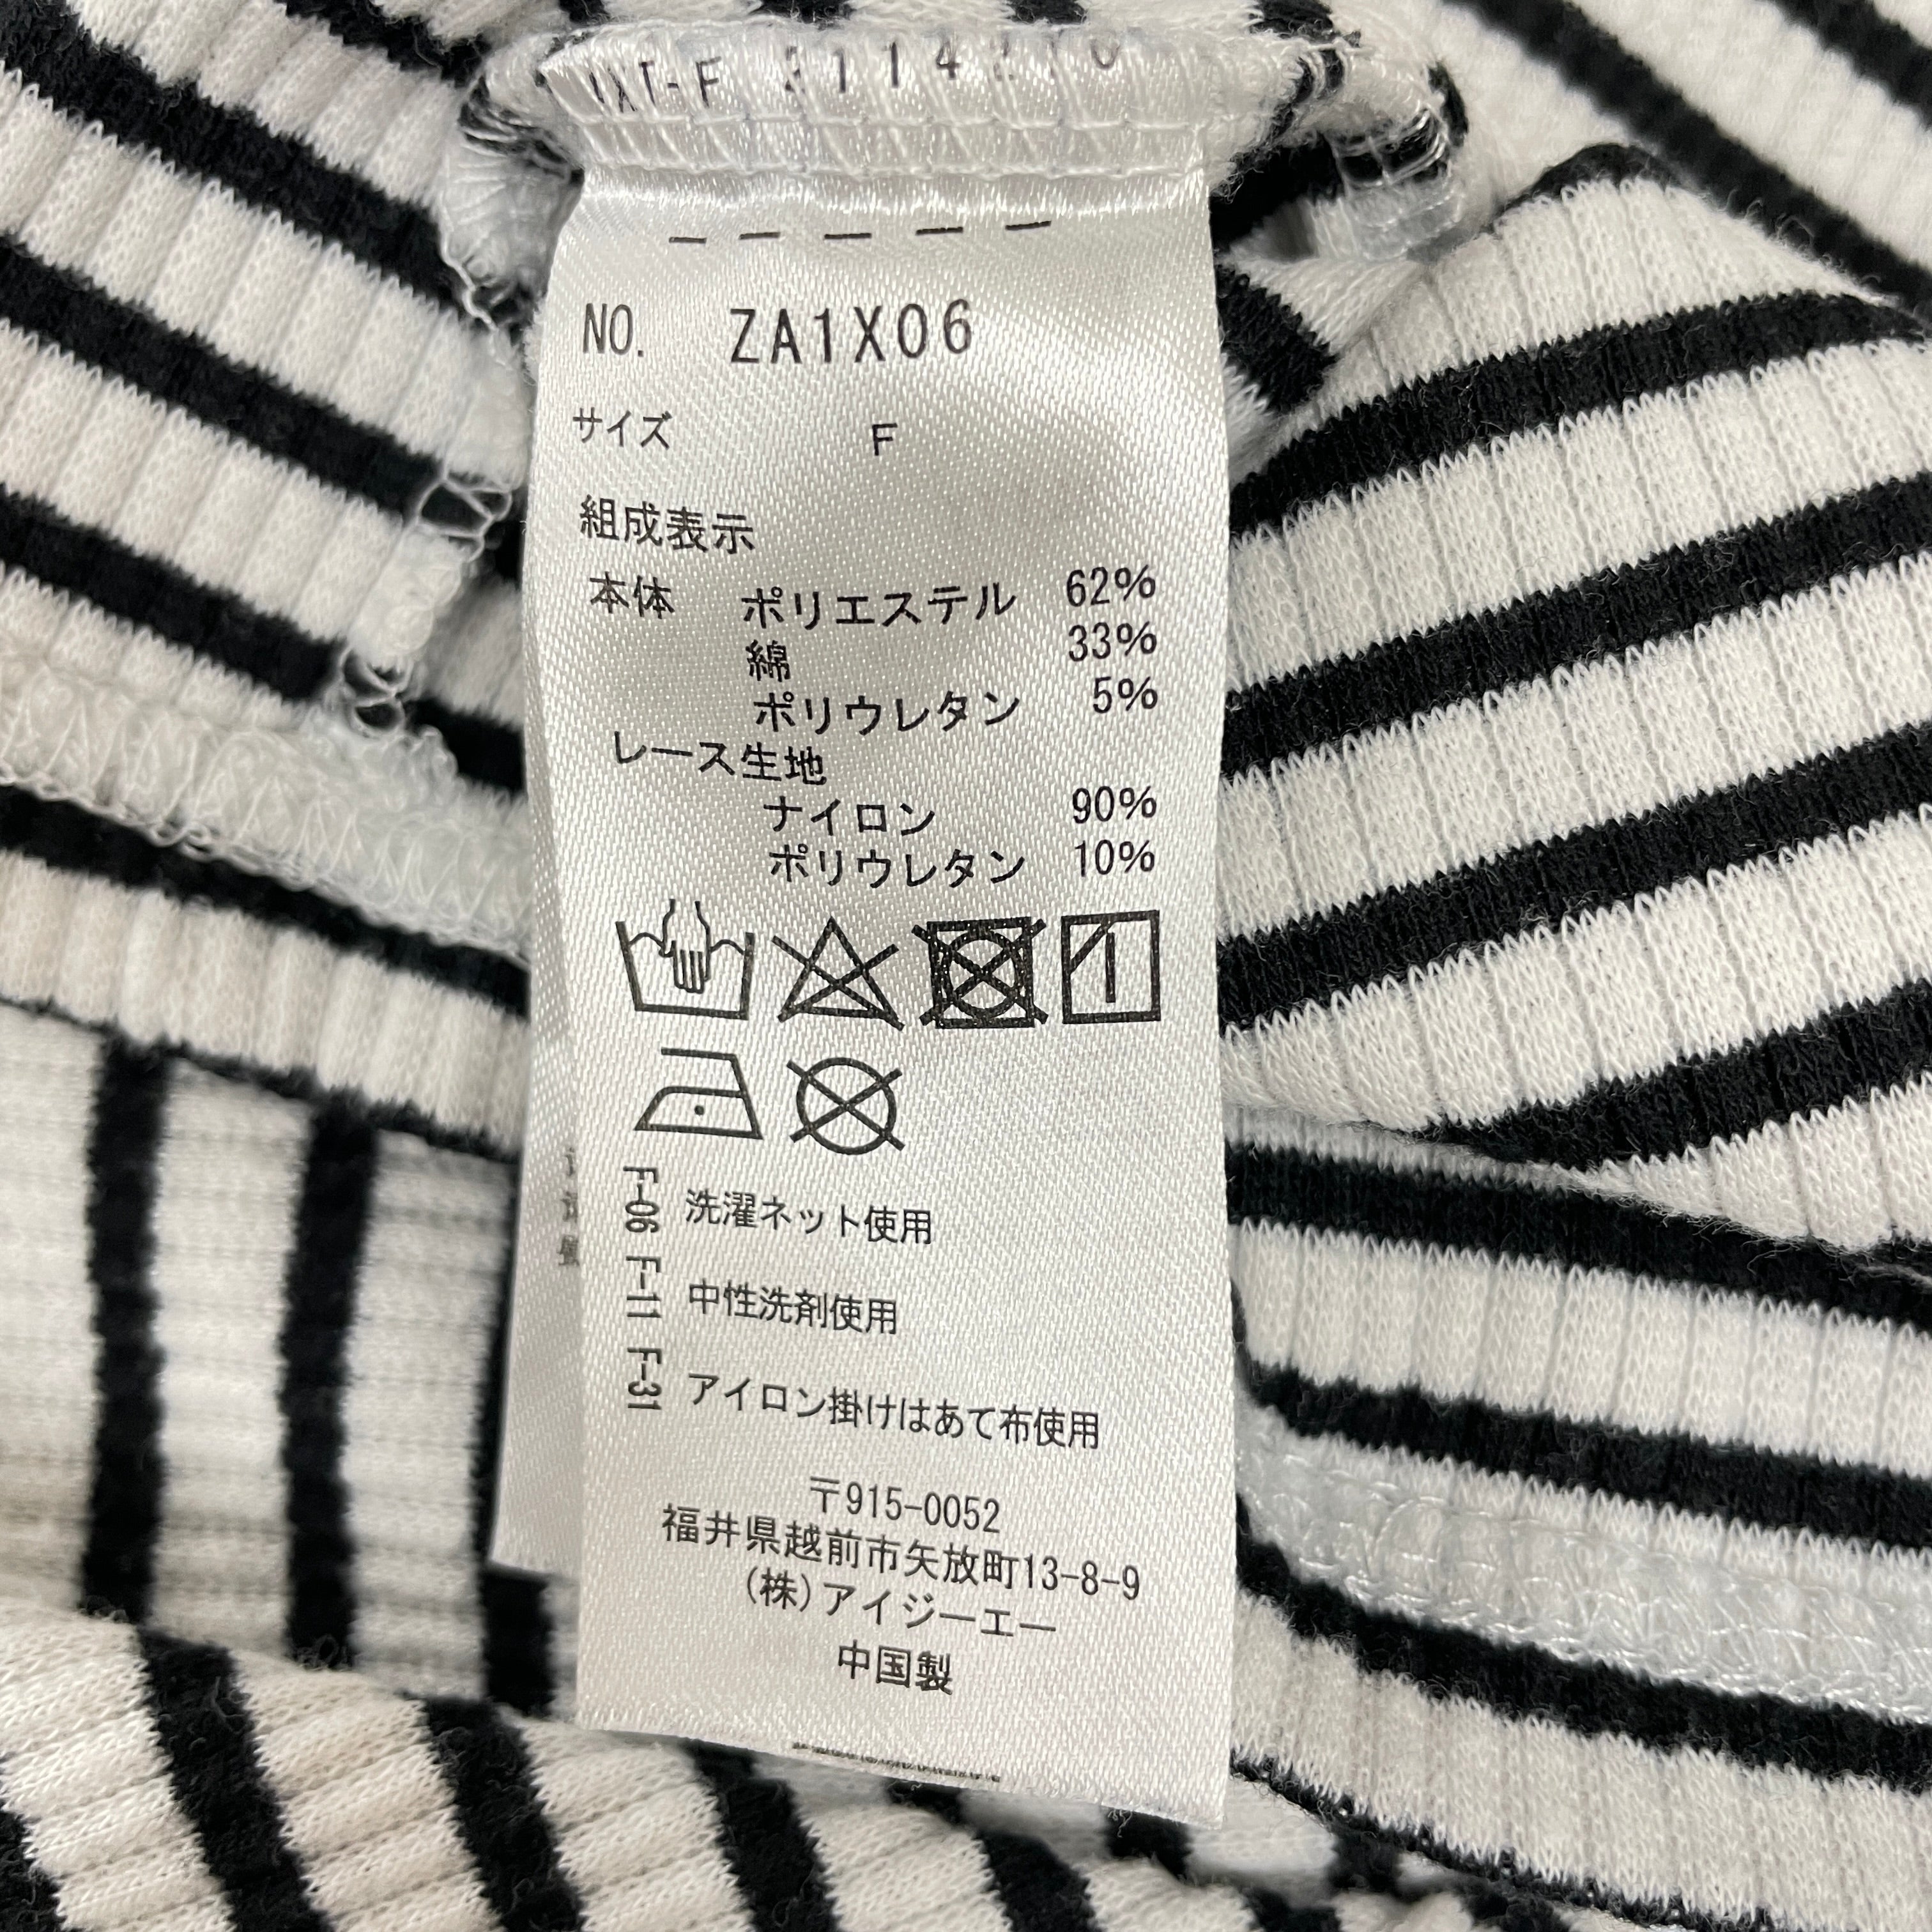 NO. ZA1X06
サイズ F
組成表示
本体 ポリエステル 62%
綿 33%
ポリウレタン 5%
レース生地
ナイロン 90%
ポリウレタン 10%
F-06 洗濯ネット使用
F-11 中性洗剤使用
F-31 アイロン掛けはあて布使用
〒915-0052
福井県越前市矢放町13-8-9
(株)アイジーエー
中国製